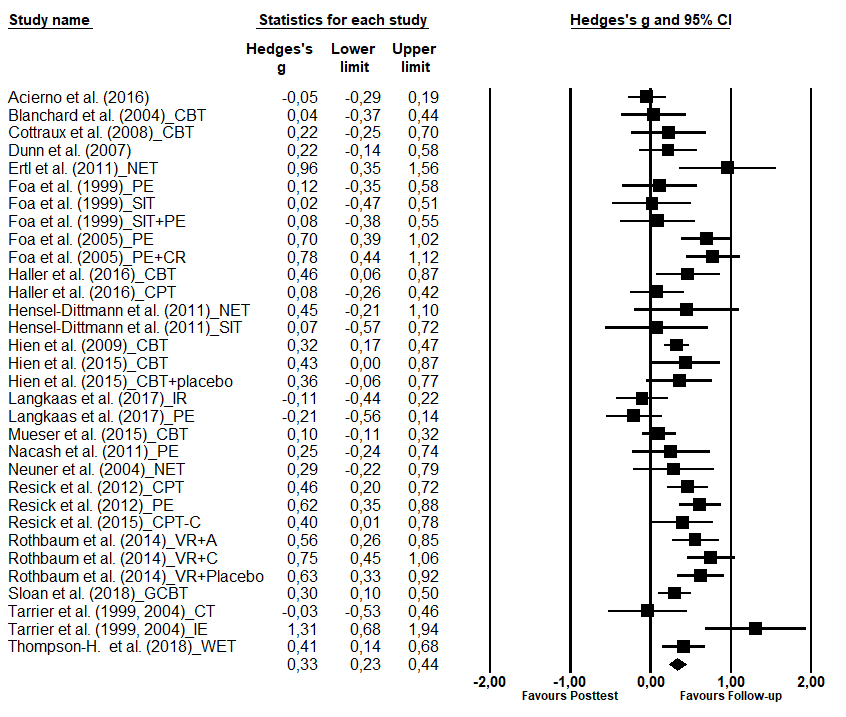 Study name Statistics for each study Hedges's g and 95% CI
Hedges's g Lower limit Upper limit
Acierno et al. (2016) -0,05 -0,29 0,19
Blanchard et al. (2004)_CBT 0,04 -0,37 0,44
Cottraux et al. (2008)_CBT 0,22 -0,25 0,70
Dunn et al. (2007) 0,22 -0,14 0,58
Ertl et al. (2011)_NET 0,96 0,35 1,56
Foa et al. (1999)_PE 0,12 -0,35 0,58
Foa et al. (1999)_SIT 0,02 -0,47 0,51
Foa et al. (1999)_SIT+PE 0,08 -0,38 0,55
Foa et al. (2005)_PE 0,70 0,39 1,02
Foa et al. (2005)_PE+CR 0,78 0,44 1,12
Haller et al. (2016)_CBT 0,46 0,06 0,87
Haller et al. (2016)_CPT 0,08 -0,26 0,42
Hensel-Dittmann et al. (2011)_NET 0,45 -0,21 1,10
Hensel-Dittmann et al. (2011)_SIT 0,07 -0,57 0,72
Hien et al. (2009)_CBT 0,32 0,17 0,47
Hien et al. (2015)_CBT 0,43 0,00 0,87
Hien et al. (2015)_CBT+placebo 0,36 -0,06 0,77
Langkaas et al. (2017)_IR -0,11 -0,44 0,22
Langkaas et al. (2017)_PE -0,21 -0,56 0,14
Mueser et al. (2015)_CBT 0,10 -0,11 0,32
Nacash et al. (2011)_PE 0,25 -0,24 0,74
Neuner et al. (2004)_NET 0,29 -0,22 0,79
Resick et al. (2012)_CPT 0,46 0,20 0,72
Resick et al. (2012)_PE 0,62 0,35 0,88
Resick et al. (2015)_CPT-C 0,40 0,01 0,78
Rothbaum et al. (2014)_VR+A 0,56 0,26 0,85
Rothbaum et al. (2014)_VR+C 0,75 0,45 1,06
Rothbaum et al. (2014)_VR+Placebo 0,63 0,33 0,92
Sloan et al. (2018)_GCBT 0,30 0,10 0,50
Tarrier et al. (1999, 2004)_CT -0,03 -0,53 0,46
Tarrier et al. (1999, 2004)_IE 1,31 0,68 1,94
Thompson-H. et al. (2018)_WET 0,41 0,14 0,68
0,33 0,23 0,44
-2,00 -1,00 0,00 1,00 2,00
Favours Posttest Favours Follow-up